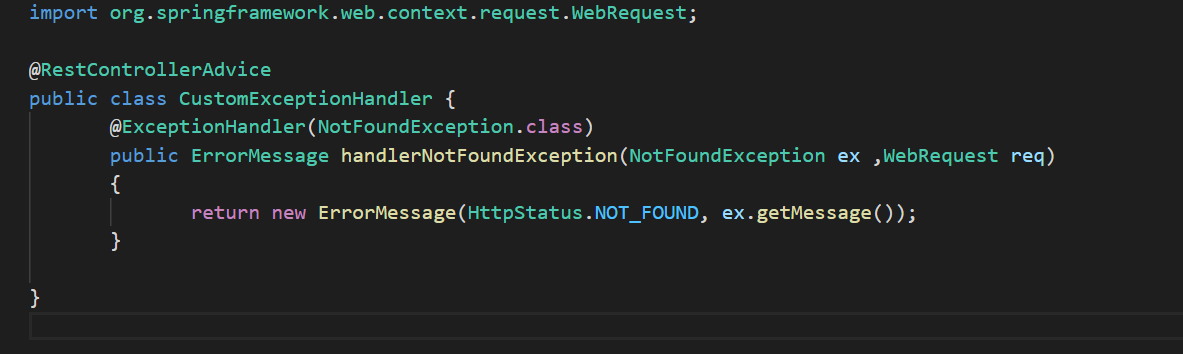 import org.springframework.web.context.request.WebRequest;
@RestControllerAdvice
public class CustomExceptionHandler {
@ExceptionHandler(NotFoundException.class)
public ErrorMessage handlerNotFoundException(NotFoundException ex ,WebRequest req)
{
return new ErrorMessage(HttpStatus.NOT_FOUND, ex.getMessage());
}
}